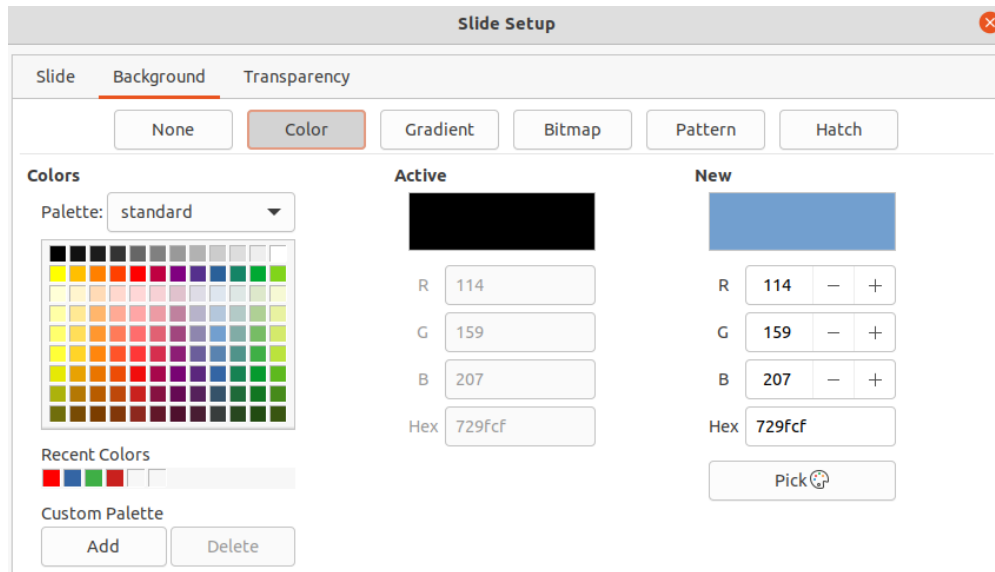 Slide Setup
Slide Background Transparency
None Color Gradient Bitmap Pattern Hatch
Colors Active New
Palette: standard
R 114 R 114 − +
G 159 G 159 − +
B 207 B 207 − +
Hex 729fcf Hex 729fcf
Recent Colors
Pick
Custom Palette
Add Delete